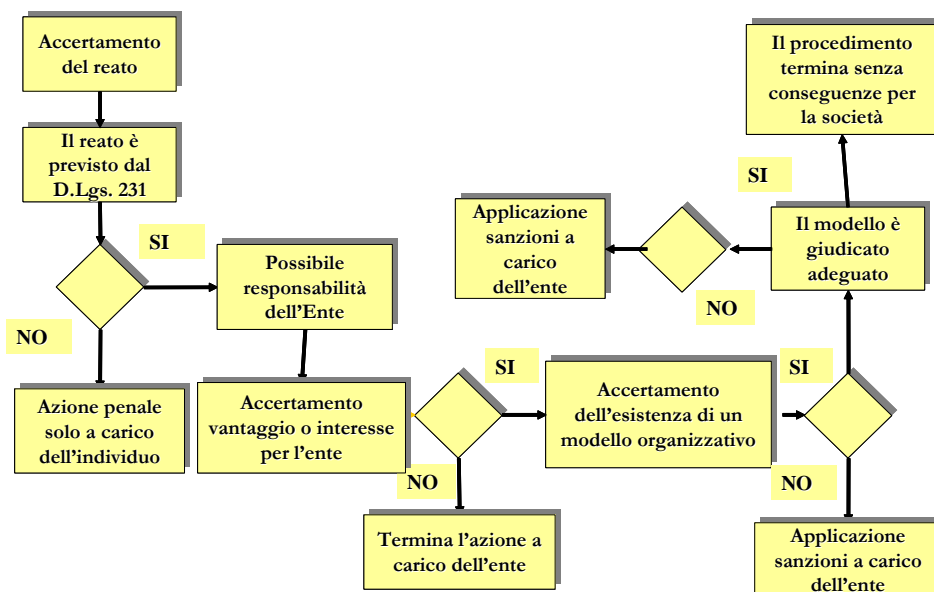 Accertamento
del reato
Il reato è
previsto dal
D.Lgs. 231
SI
NO
Possibile
responsabilità
dell'Ente
Azione penale
solo a carico
dell'individuo
Accertamento
vantaggio o interesse
per l'ente
SI
NO
Termina l'azione a
carico dell'ente
Accertamento
dell'esistenza di un
modello organizzativo
SI
NO
Applicazione
sanzioni a carico
dell'ente
Il modello è
giudicato
adeguato
SI
NO
Applicazione
sanzioni a
carico
dell'ente
Il procedimento
termina senza
conseguenze per
la società